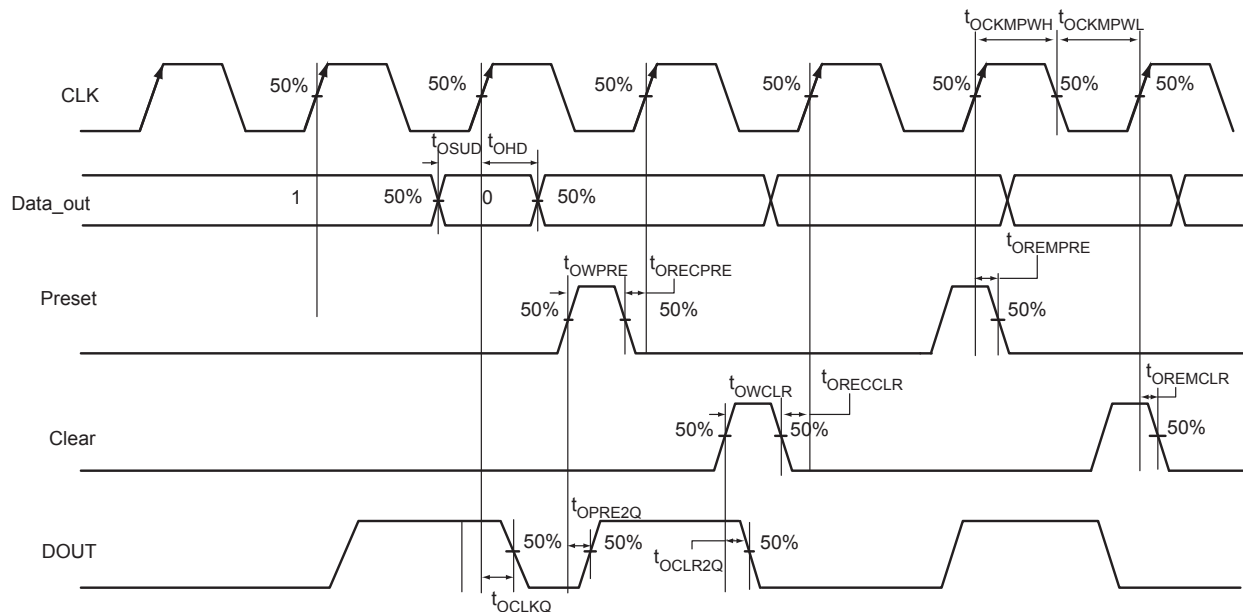 tOCKMPWH tOCKMPWL
CLK 50% 50% 50% 50% 50% 50% 50%
tOSUD tOHD
Data_out 1 50% 0 50%
tOWPRE tORECPRE tOREMPRE
Preset 50% 50% 50%
tOWCLR tORECCLR tOREMCLR
Clear 50% 50% 50%
tOPRE2Q
DOUT 50% 50% tOCLR2Q 50%
tOCLKQ